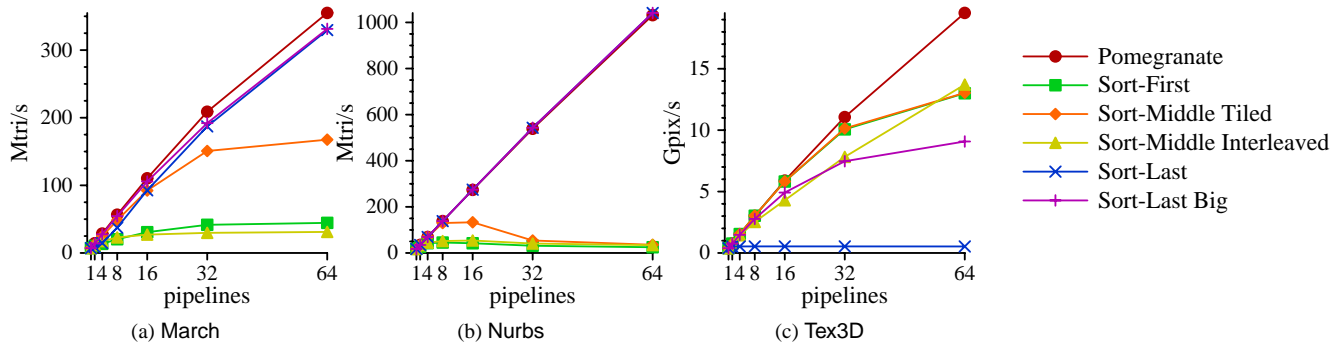 Mtri/s
350
300
200
100
0
1 4 8 16 32 64
pipelines
(a) March
Mtri/s
1000
800
600
400
200
0
1 4 8 16 32 64
pipelines
(b) Nurbs
Gpix/s
15
10
5
0
1 4 8 16 32 64
pipelines
(c) Tex3D
Pomegranate
Sort-First
Sort-Middle Tiled
Sort-Middle Interleaved
Sort-Last
Sort-Last Big